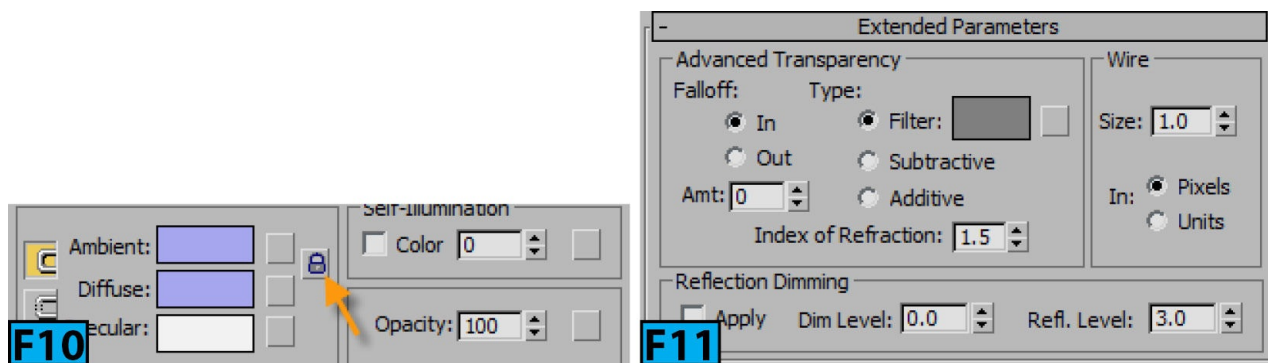 Self-Illumination
Ambient:
Color 0
Diffuse:
Opacity: 100
F10
- Extended Parameters
Advanced Transparency
Wire
Falloff: Type:
In Filter:
Size: 1.0
Out Subtractive
Amt: 0 Additive
In: Pixels
Units
Index of Refraction: 1.5
Reflection Dimming
Apply Dim Level: 0.0 Refl. Level: 3.0
F11